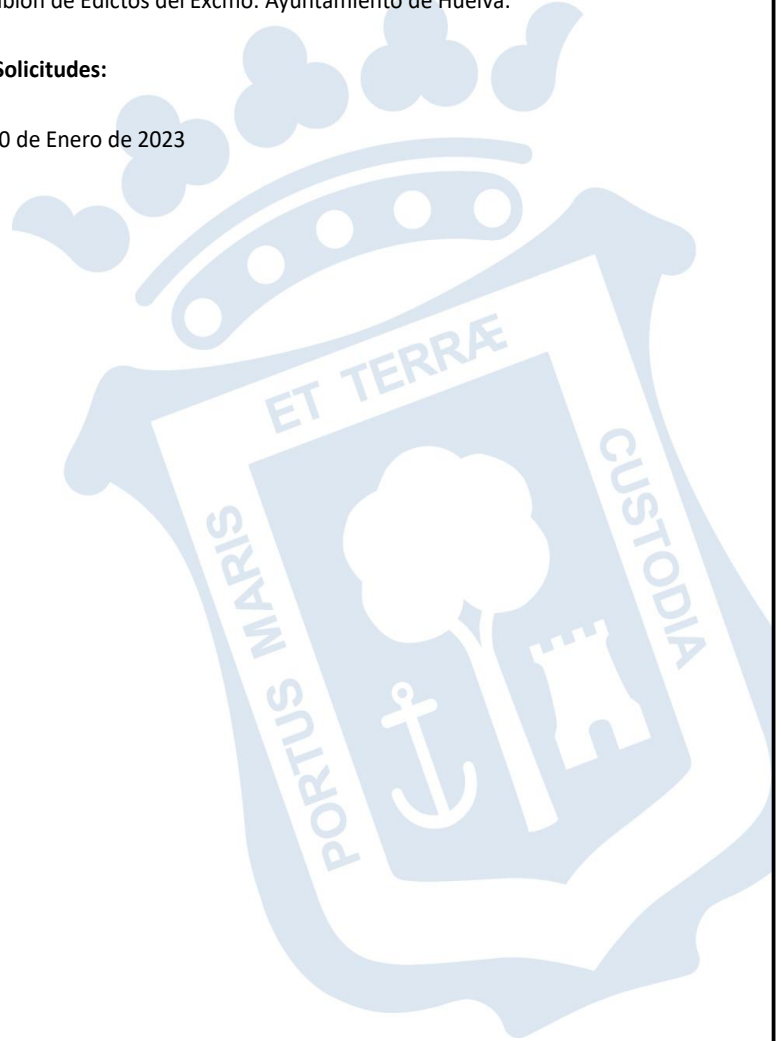 de Edictos del Excmo. Ayuntamiento de Huelva.
Solicitudes:
0 de Enero de 2023
ET TERRÆ
PORTUS MARIS
CUSTODIA